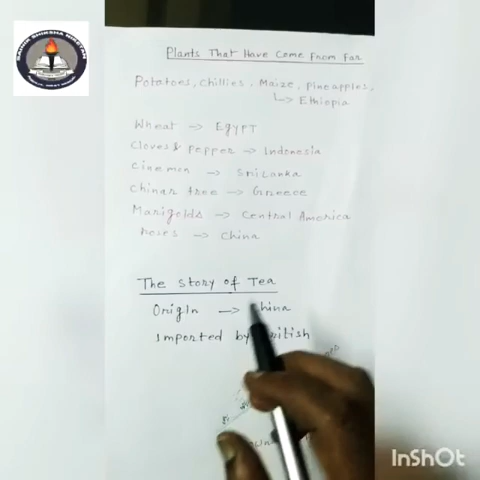 Plants That Have Come From Far
Potatoes, Chillies, Maize, pineapples,
↳ Ethiopia
Wheat → Egypt
Cloves & pepper → Indonesia
Cinemon → SriLanka
Chinar tree → Greece
Marigolds → Central America
roses → China
The Story of Tea
Origin → China
Imported by British
InShOt